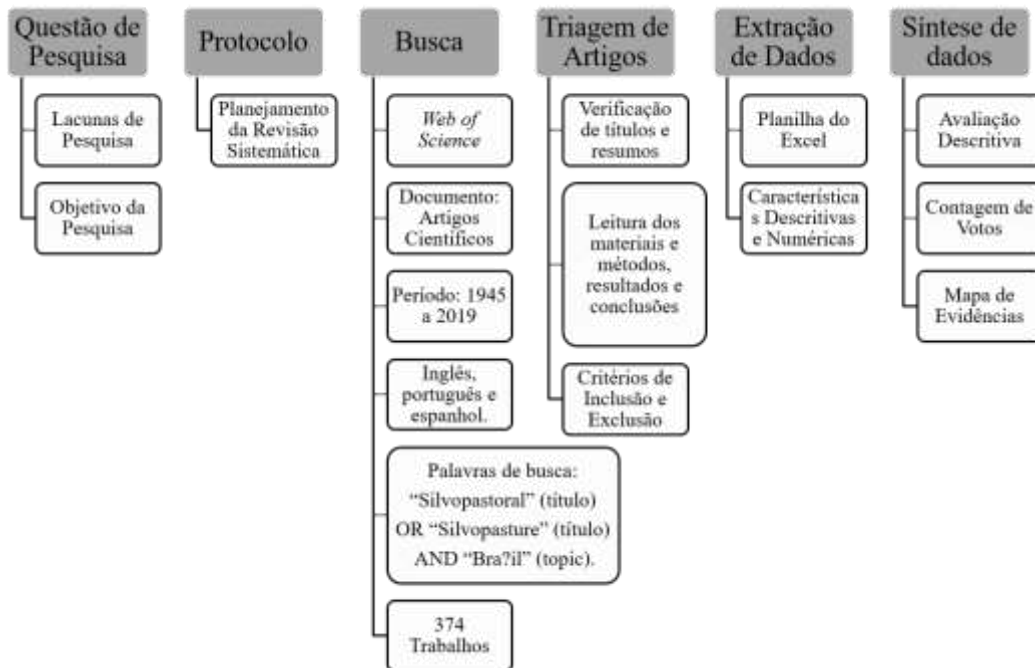 Questão de
Pesquisa
Lacunas de
Pesquisa
Objetivo da
Pesquisa
Protocolo
Planejamento
da Revisão
Sistemática
Busca
Web of
Science
Documento:
Artigos
Científicos
Período: 1945
a 2019
Inglês,
português e
espanhol.
Palavras de busca:
“Silvopastoral” (título)
OR “Silvopasture” (título)
AND “Bra?il” (topic).
374
Trabalhos
Triagem de
Artigos
Verificação
de títulos e
resumos
Leitura dos
materiais e
métodos,
resultados e
conclusões
Critérios de
Inclusão e
Exclusão
Extração
de Dados
Planilha do
Excel
Característica
s Descritivas
e Numéricas
Síntese de
dados
Avaliação
Descritiva
Contagem de
Votos
Mapa de
Evidências